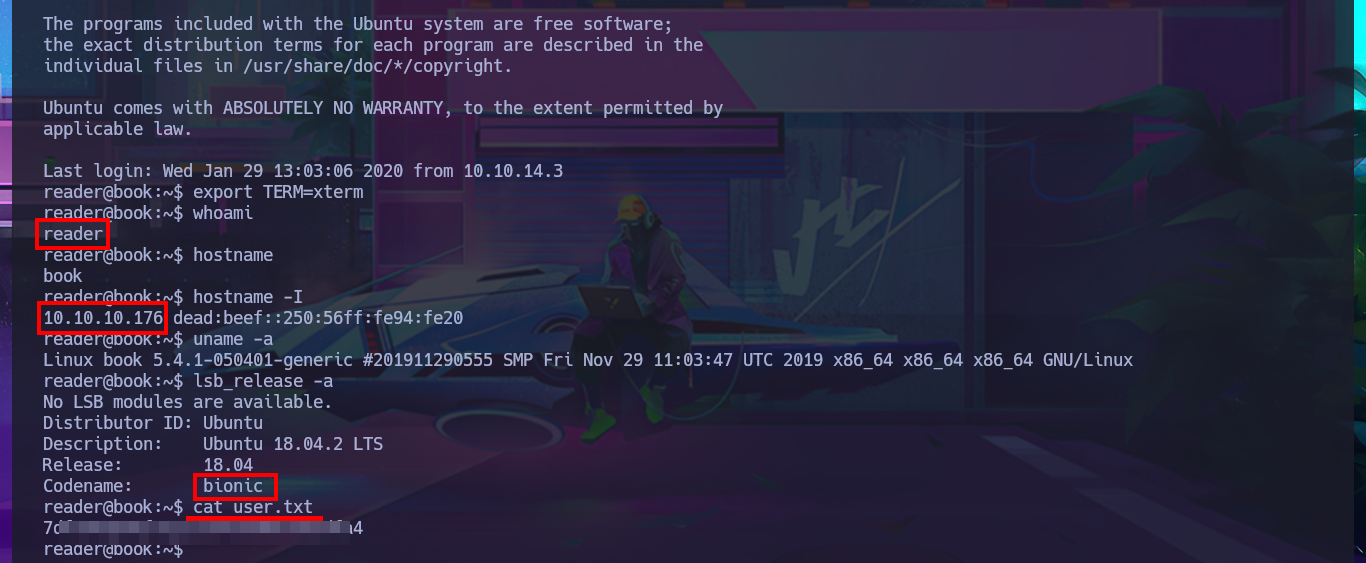 The programs included with the Ubuntu system are free software;
the exact distribution terms for each program are described in the
individual files in /usr/share/doc/*/copyright.
Ubuntu comes with ABSOLUTELY NO WARRANTY, to the extent permitted by
applicable law.
Last login: Wed Jan 29 13:03:06 2020 from 10.10.14.3
reader@book:~$ export TERM=xterm
reader@book:~$ whoami
reader
reader@book:~$ hostname
book
reader@book:~$ hostname -I
10.10.10.176 dead:beef::250:56ff:fe94:fe20
reader@book:~$ uname -a
Linux book 5.4.1-050401-generic #201911290555 SMP Fri Nov 29 11:03:47 UTC 2019 x86_64 x86_64 x86_64 GNU/Linux
reader@book:~$ lsb_release -a
No LSB modules are available.
Distributor ID: Ubuntu
Description:    Ubuntu 18.04.2 LTS
Release:        18.04
Codename:       bionic
reader@book:~$ cat user.txt
reader@book:~$